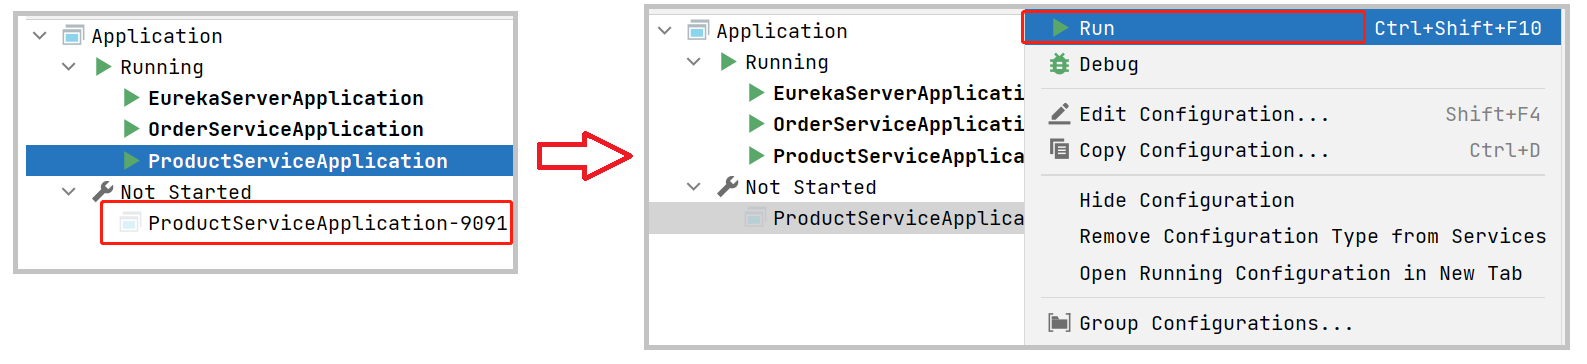 Application
Running
EurekaServerApplication
OrderServiceApplication
ProductServiceApplication
Not Started
ProductServiceApplication-9091
Application
Running
EurekaServerApplicati
OrderServiceApplicati
ProductServiceApplica
Not Started
ProductServiceApplica
Run Ctrl+Shift+F10
Debug
Edit Configuration... Shift+F4
Copy Configuration... Ctrl+D
Hide Configuration
Remove Configuration Type from Services
Open Running Configuration in New Tab
Group Configurations...